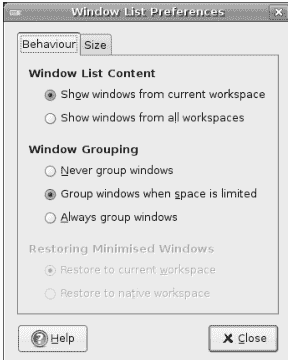 Window List Preferences
Behaviour Size
Window List Content
Show windows from current workspace
Show windows from all workspaces
Window Grouping
Never group windows
Group windows when space is limited
Always group windows
Restoring Minimised Windows
Restore to current workspace
Restore to native workspace
Help Close